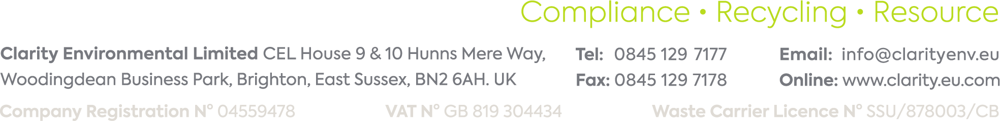 Compliance • Recycling • Resource
Clarity Environmental Limited CEL House 9 & 10 Hunns Mere Way,
Woodingdean Business Park, Brighton, East Sussex, BN2 6AH. UK
Tel: 0845 129 7177
Fax: 0845 129 7178
Email: info@clarityenv.eu
Online: www.clarity.eu.com
Company Registration N° 04559478
VAT N° GB 819 304434
Waste Carrier Licence N° SSU/878003/CB